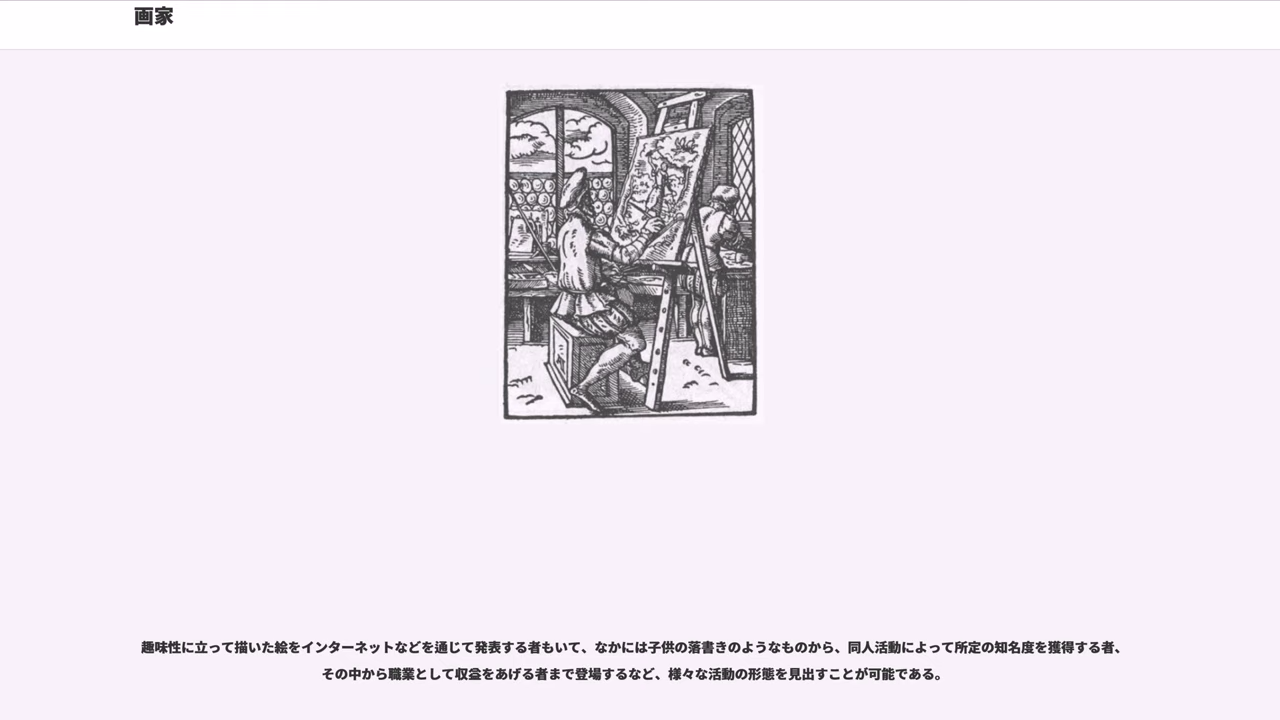 画家
趣味性に立って描いた絵をインターネットなどを通じて発表する者もいて、なかには子供の落書きのようなものから、同人活動によって所定の知名度を獲得する者、
その中から職業として収益をあげる者まで登場するなど、様々な活動の形態を見出すことが可能である。